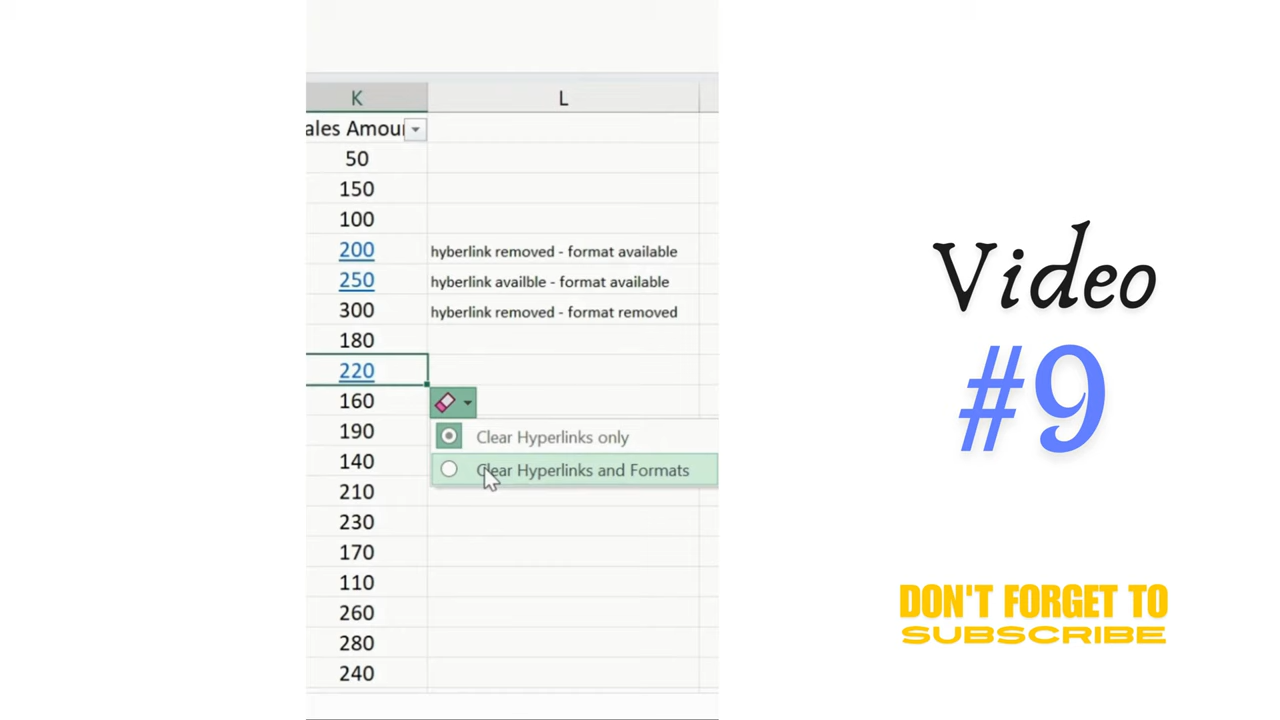 K L
ales Amour
50
150
100
200 hyberlink removed - format available
250 hyberlink availble - format available
300 hyberlink removed - format removed
180
220
160
190 Clear Hyperlinks only
140 Clear Hyperlinks and Formats
210
230
170
110
260
280
240
Video
#9
DON'T FORGET TO
SUBSCRIBE